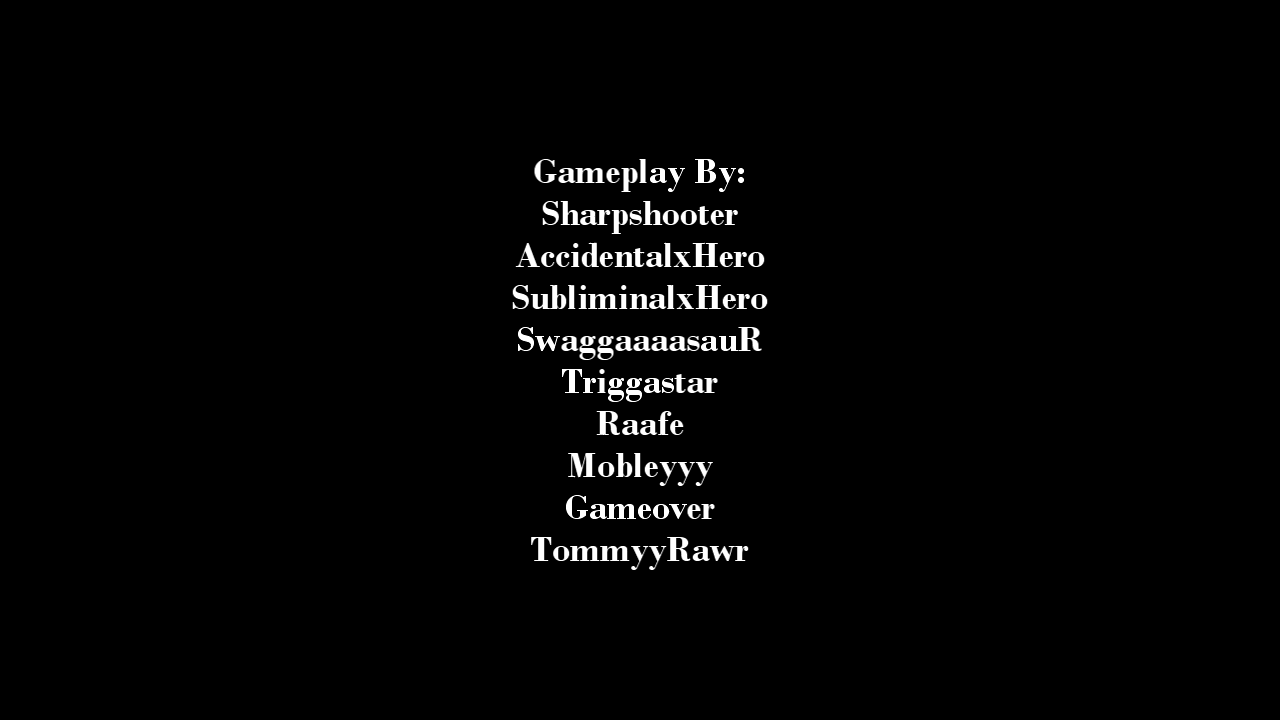 Gameplay By:
Sharpshooter
AccidentalxHero
SubliminalxHero
SwaggaaaasauR
Triggastar
Raafe
Mobleyyy
Gameover
TommyyRawr